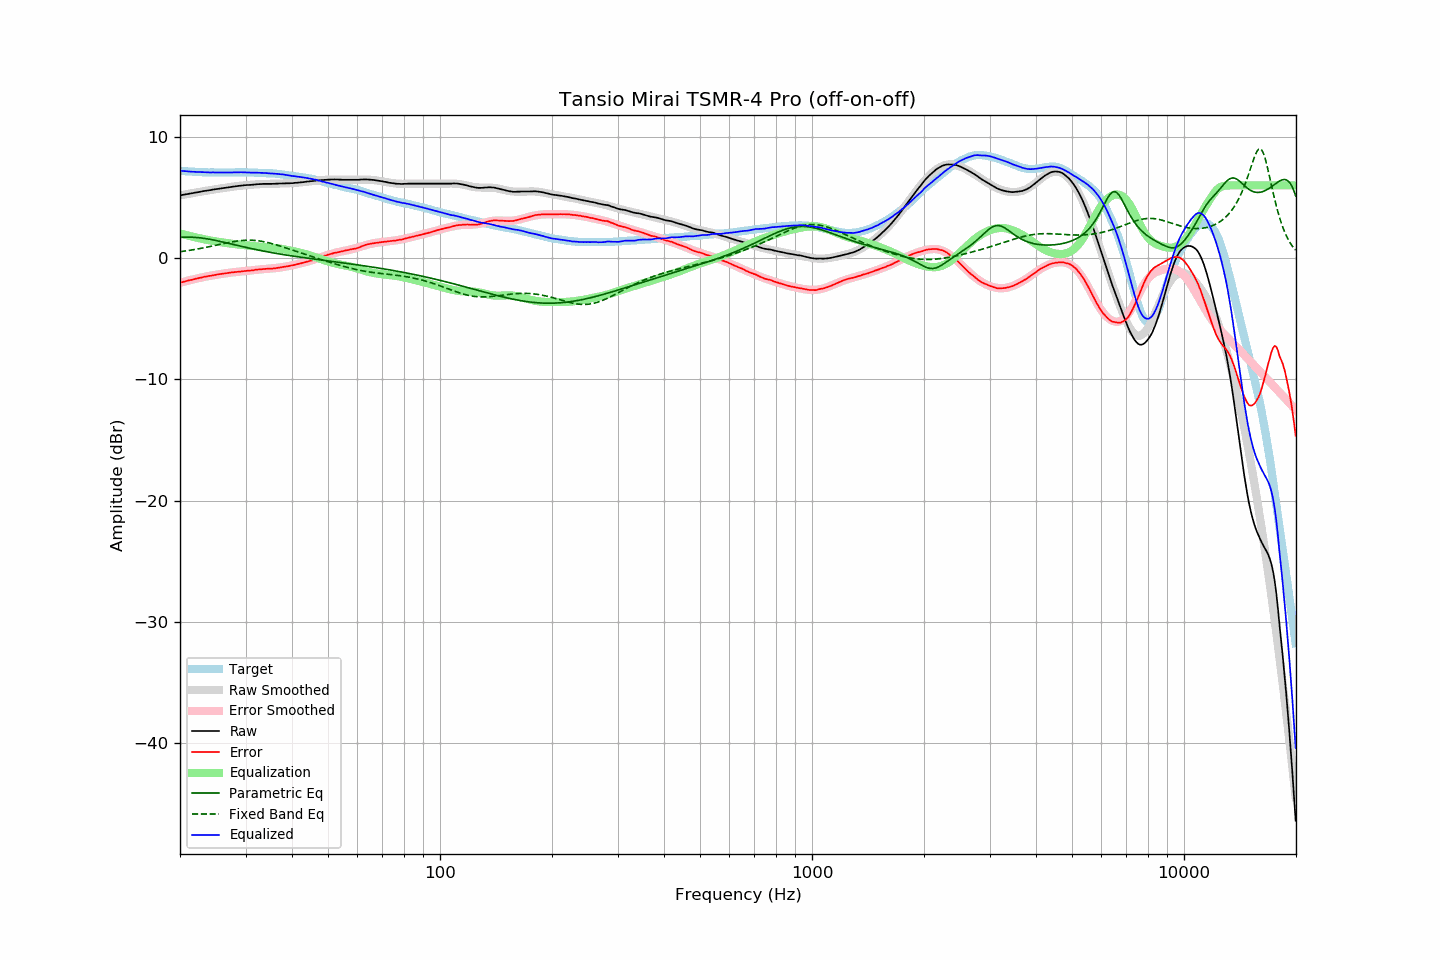 Tansio Mirai TSMR-4 Pro (off-on-off)
10
0
−10
−20
−30
−40
Amplitude (dBr)
Target
Raw Smoothed
Error Smoothed
Raw
Error
Equalization
Parametric Eq
Fixed Band Eq
Equalized
100
1000
10000
Frequency (Hz)